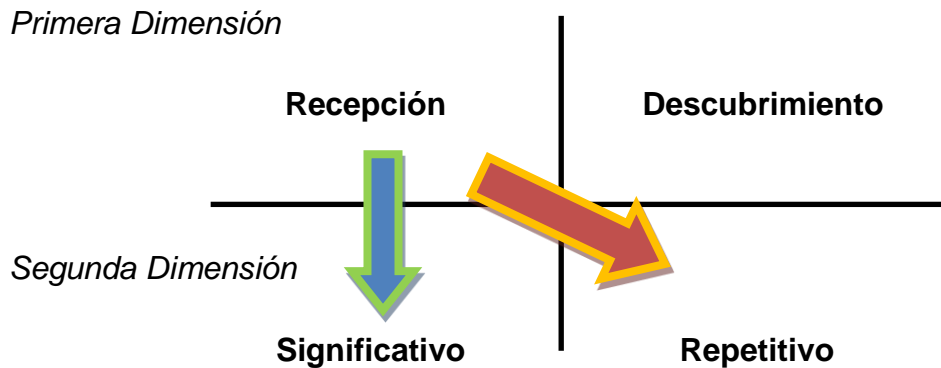 Primera Dimensión
Recepción Descubrimiento
Segunda Dimensión
Significativo Repetitivo